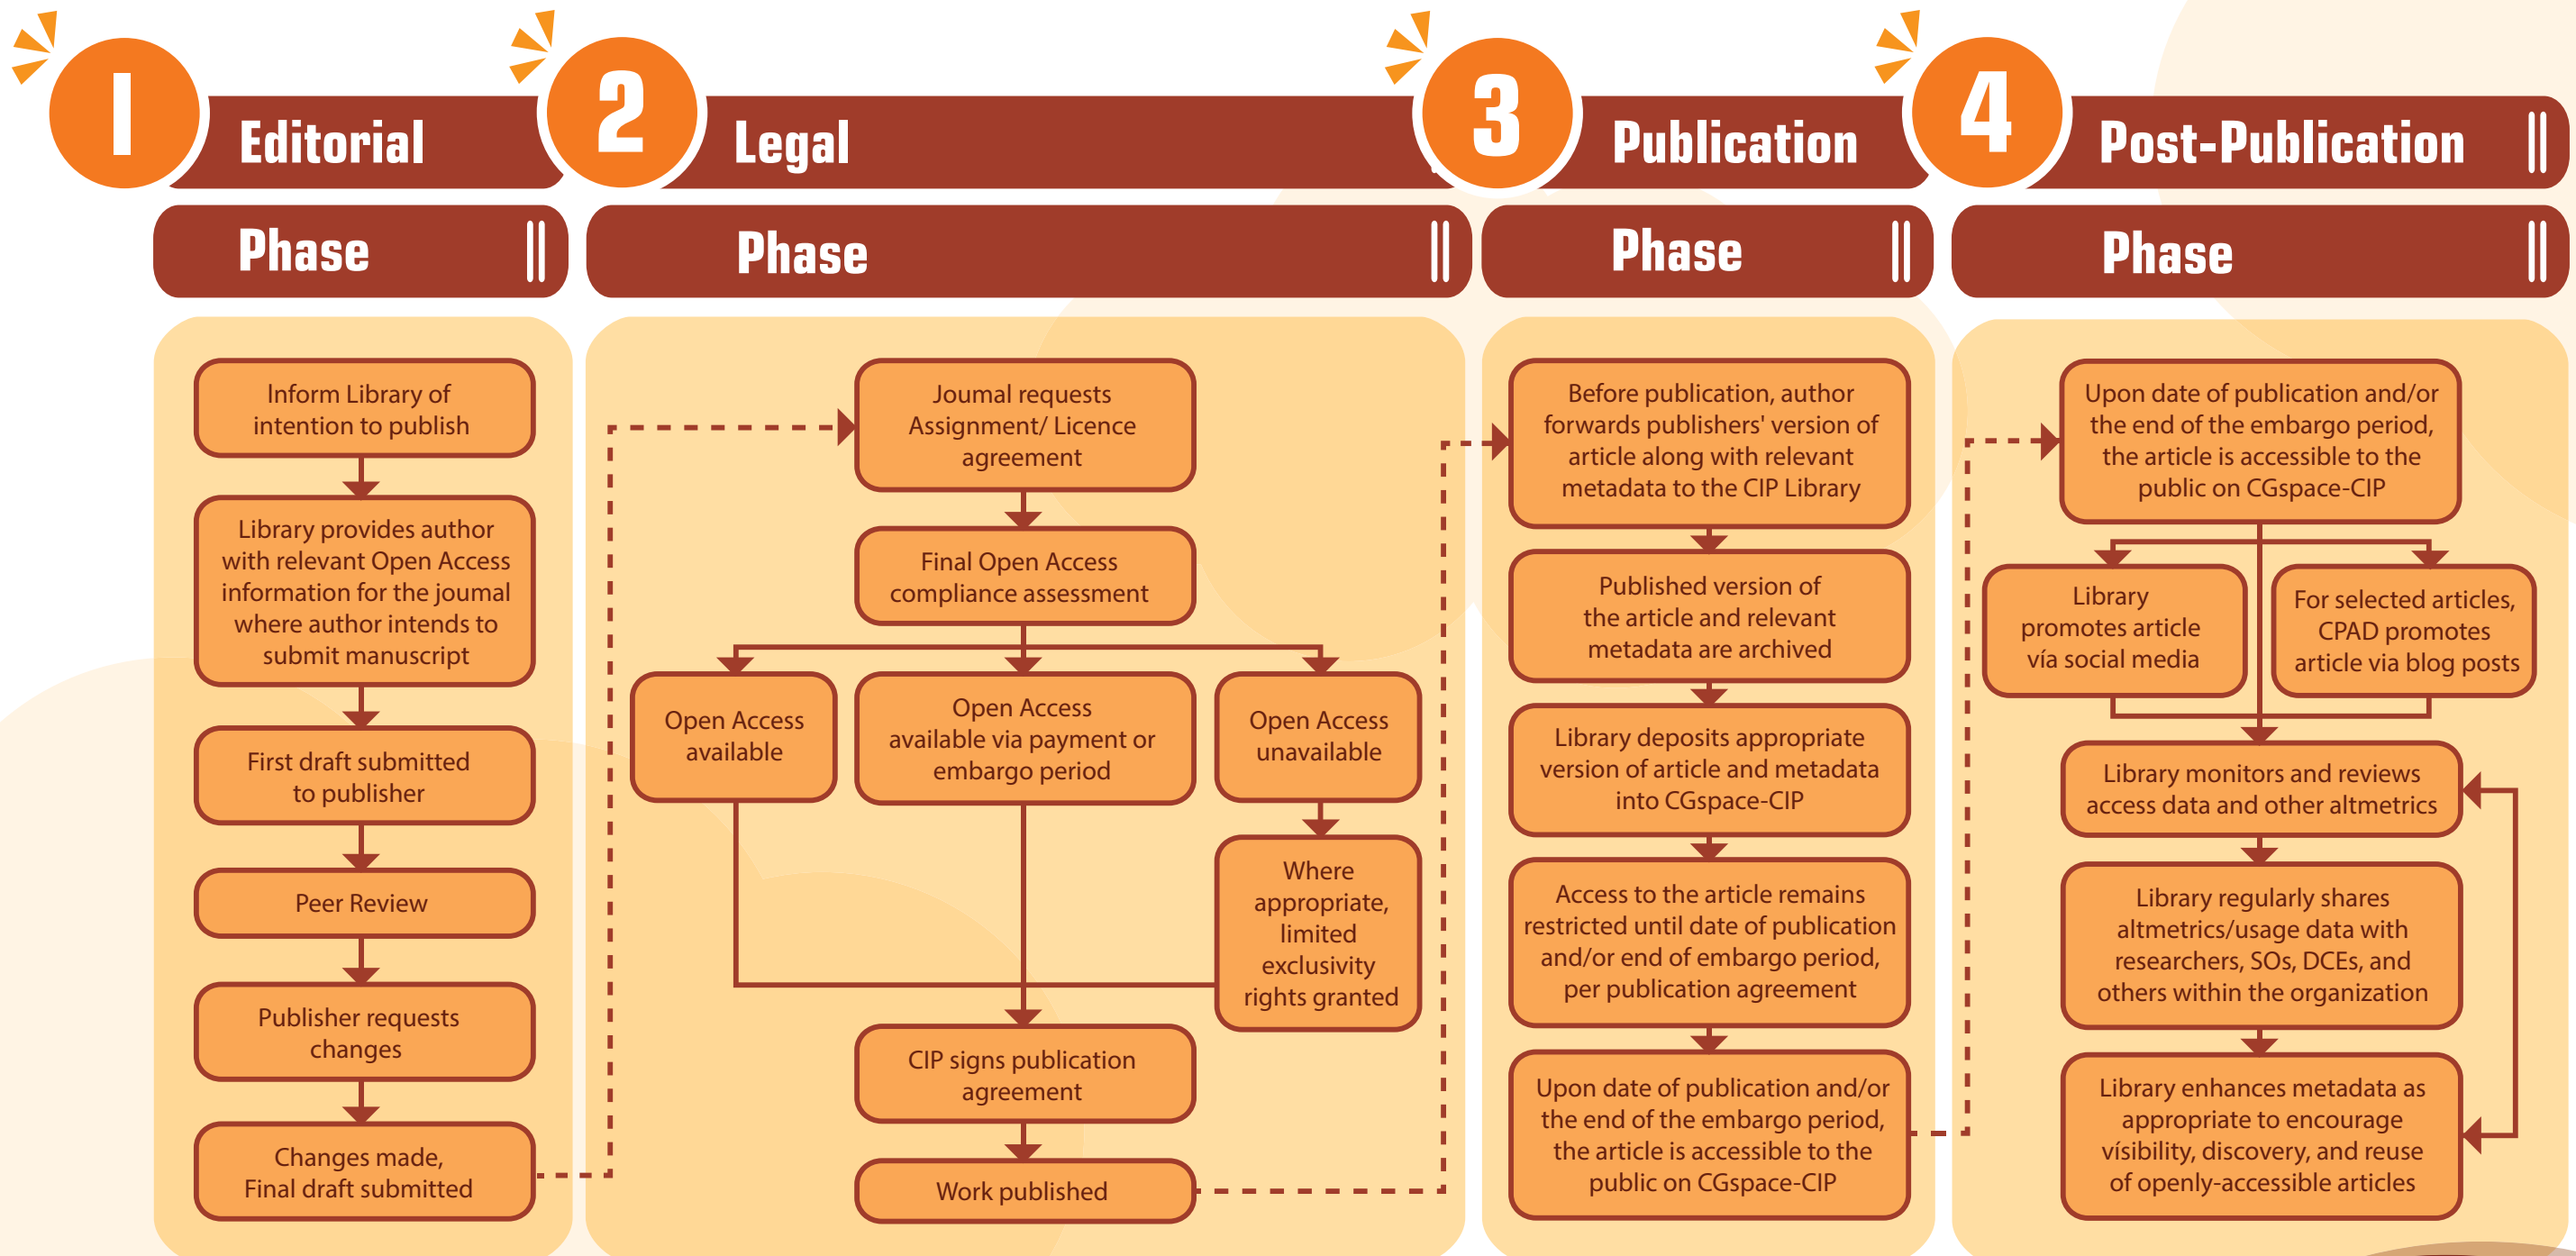 1
Editorial
Phase
Inform Library of
intention to publish
Library provides author
with relevant Open Access
information for the joumal
where author intends to
submit manuscript
First draft submitted
to publisher
Peer Review
Publisher requests
changes
Changes made,
Final draft submitted
2
Legal
Phase
Joumal requests
Assignment/ Licence
agreement
Final Open Access
compliance assessment
Open Access
available
Open Access
available via payment or
embargo period
Open Access
unavailable
Where
appropriate,
limited
exclusivity
rights granted
CIP signs publication
agreement
Work published
3
Publication
Phase
Before publication, author
forwards publishers' version of
article along with relevant
metadata to the CIP Library
Published version of
the article and relevant
metadata are archived
Library deposits appropriate
version of article and metadata
into CGspace-CIP
Access to the article remains
restricted until date of publication
and/or end of embargo period,
per publication agreement
Upon date of publication and/or
the end of the embargo period,
the article is accessible to the
public on CGspace-CIP
4
Post-Publication
Phase
Upon date of publication and/or
the end of the embargo period,
the article is accessible to the
public on CGspace-CIP
Library
promotes article
vía social media
For selected articles,
CPAD promotes
article via blog posts
Library monitors and reviews
access data and other altmetrics
Library regularly shares
altmetrics/usage data with
researchers, SOs, DCEs, and
others within the organization
Library enhances metadata as
appropriate to encourage
vísibility, discovery, and reuse
of openly-accessible articles